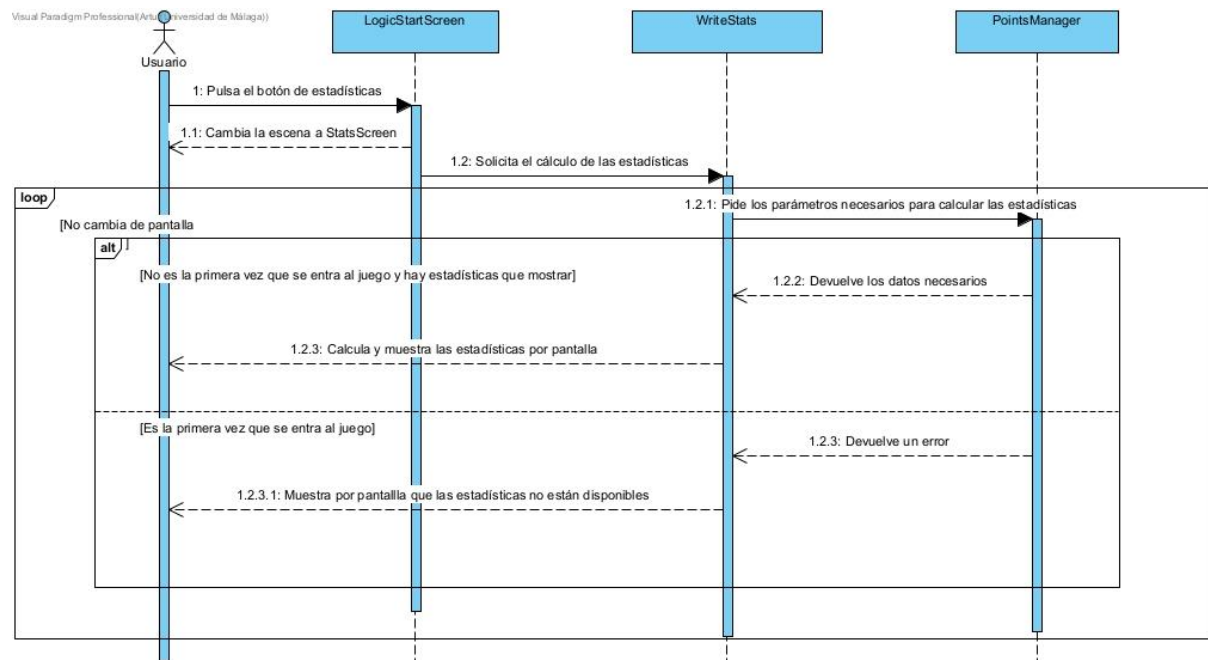 Visual Paradigm Professional(Artur Universidad de Málaga))
Usuario
LogicStartScreen
WriteStats
PointsManager
1: Pulsa el botón de estadísticas
1.1: Cambia la escena a StatsScreen
1.2: Solicita el cálculo de las estadísticas
loop
1.2.1: Pide los parámetros necesarios para calcular las estadísticas
[No cambia de pantalla
]
alt
[No es la primera vez que se entra al juego y hay estadísticas que mostrar]
1.2.2: Devuelve los datos necesarios
1.2.3: Calcula y muestra las estadísticas por pantalla
[Es la primera vez que se entra al juego]
1.2.3: Devuelve un error
1.2.3.1: Muestra por pantallla que las estadísticas no están disponibles